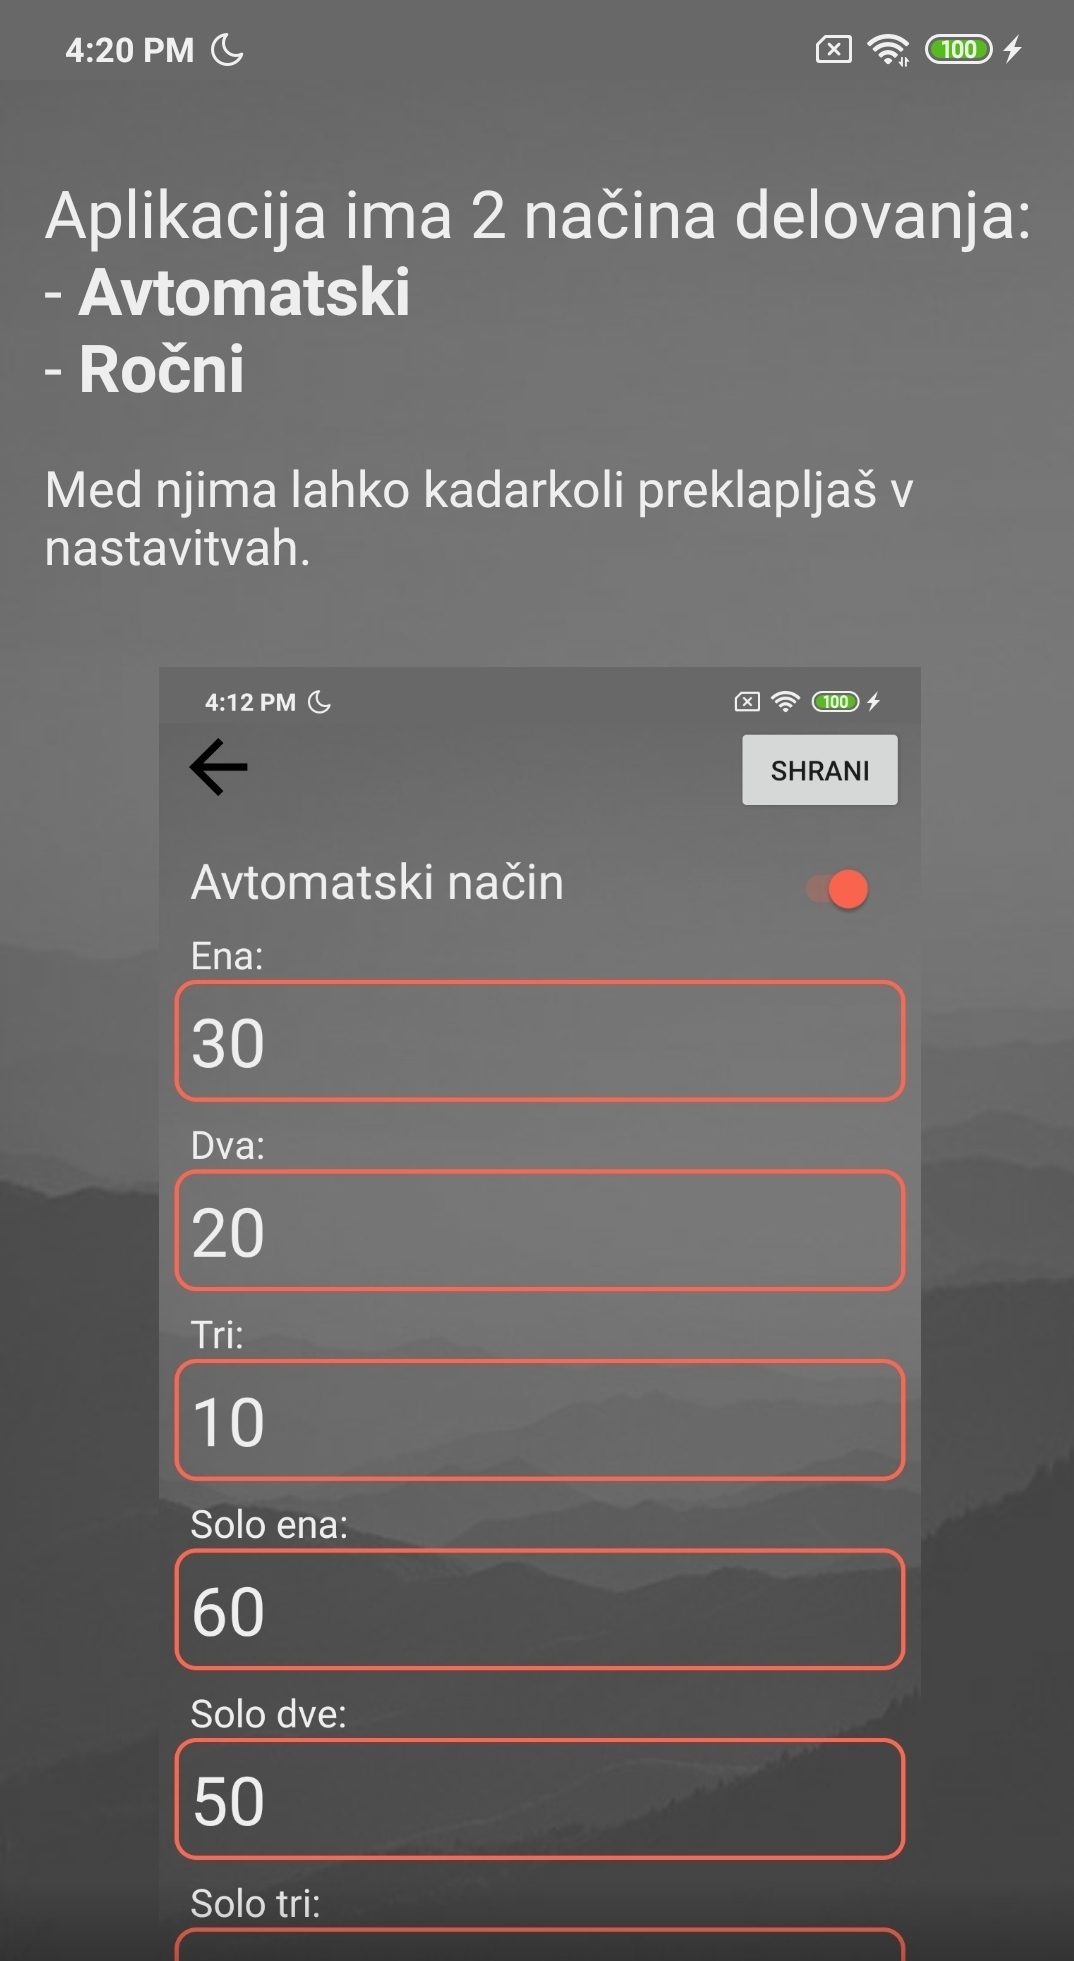 4:20 PM
100
Aplikacija ima 2 načina delovanja:
- Avtomatski
- Ročni
Med njima lahko kadarkoli preklapljaš v
nastavitvah.
4:12 PM
100
SHRANI
Avtomatski način
Ena:
30
Dva:
20
Tri:
10
Solo ena:
60
Solo dve:
50
Solo tri: